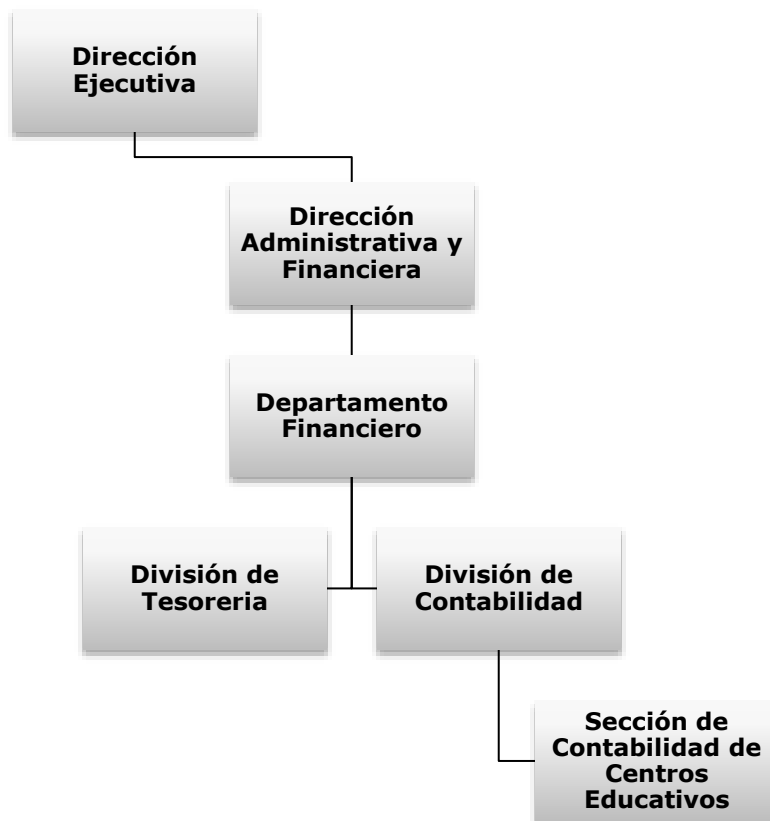 Dirección
Ejecutiva
Dirección
Administrativa y
Financiera
Departamento
Financiero
División de
Tesoreria
División de
Contabilidad
Sección de
Contabilidad de
Centros
Educativos